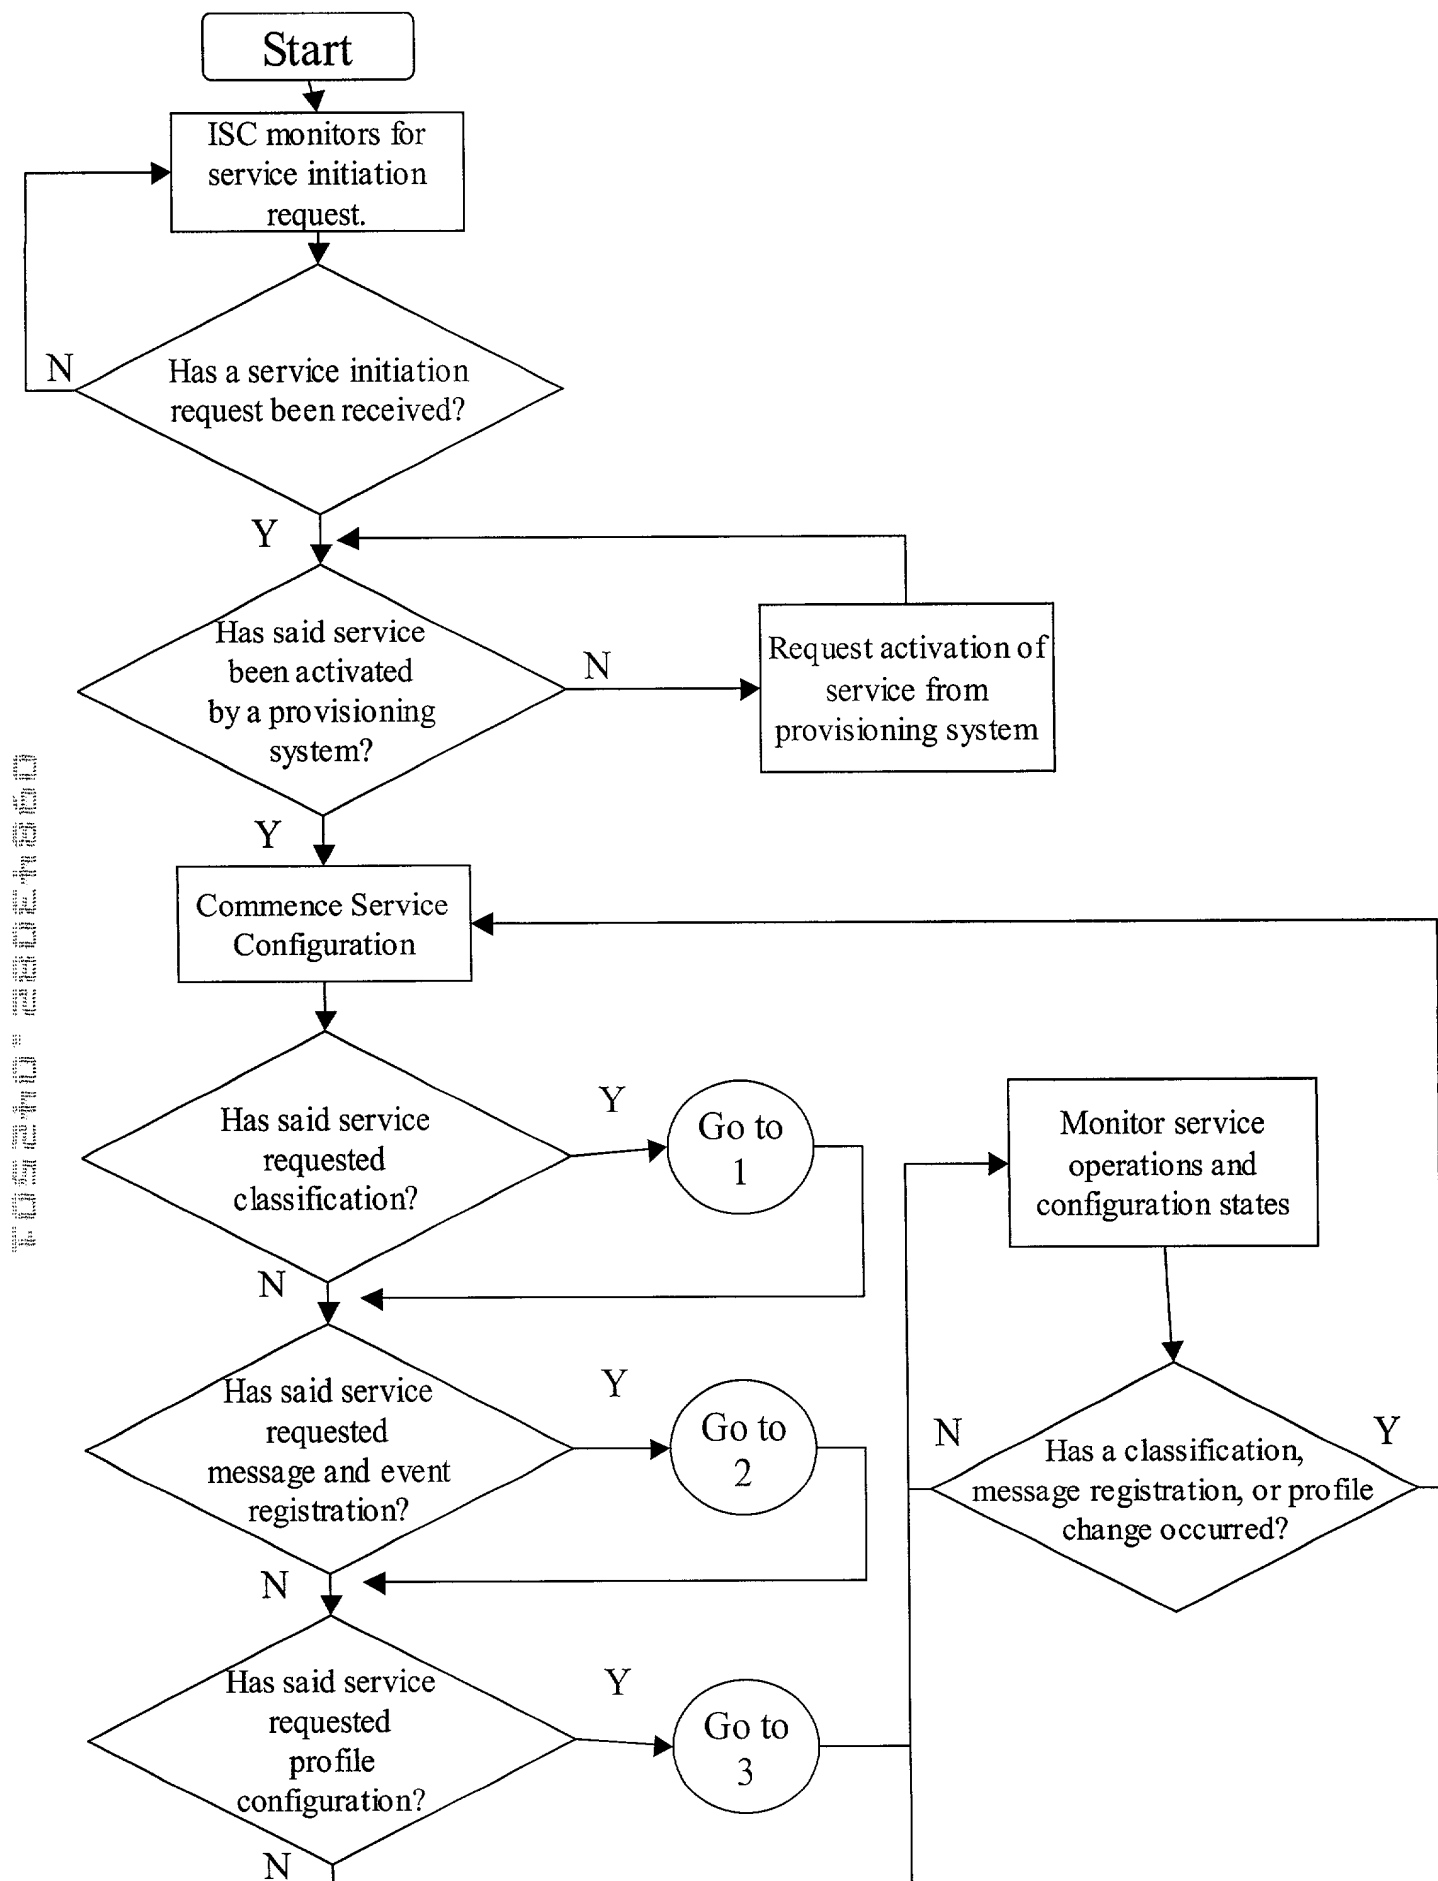 Start
ISC monitors for
service initiation
request.
N
Has a service initiation
request been received?
Y
Has said service
been activated
by a provisioning
system?
N
Request activation of
service from
provisioning system
Y
Commence Service
Configuration
Has said service
requested
classification?
Y
Go to
1
Monitor service
operations and
configuration states
N
Has said service
requested
message and event
registration?
Y
Go to
2
N
Has a classification,
message registration, or profile
change occurred?
Y
N
Has said service
requested
profile
configuration?
Y
Go to
3
N